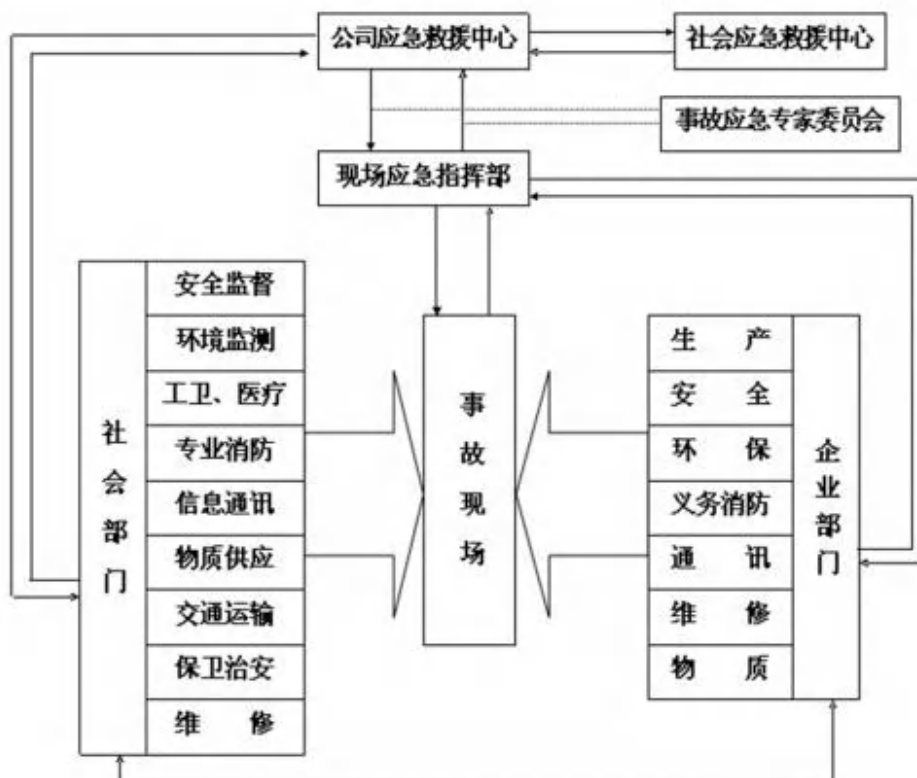 公司应急救援中心
社会应急救援中心
事故应急专家委员会
现场应急指挥部
社会部门
安全监督
环境监测
工卫、医疗
专业消防
信息通讯
物质供应
交通运输
保卫治安
维 修
事故现场
生 产
安 全
环 保
义务消防
通 讯
维 修
物 质
企业部门